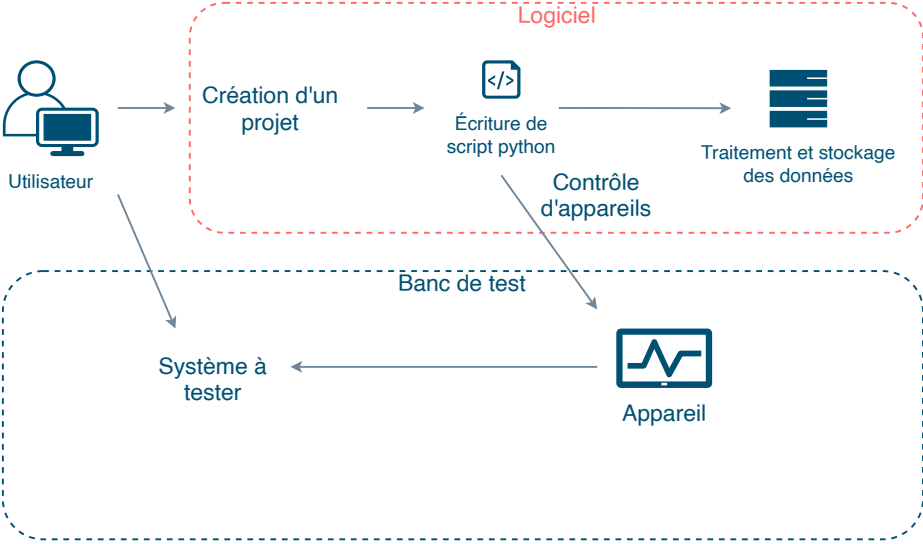 Logiciel
Création d'un
projet
</>
Écriture de
script python
Traitement et stockage
des données
Utilisateur
Contrôle
d'appareils
Banc de test
Système à
tester
Appareil